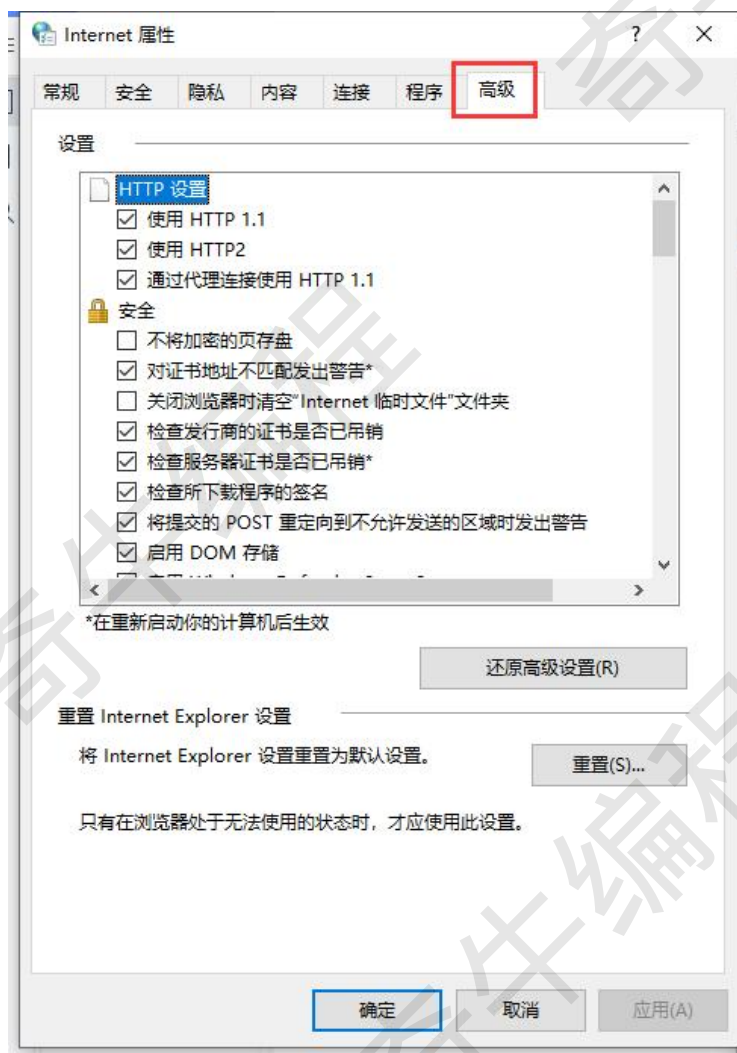 Internet 属性
?
常规 安全 隐私 内容 连接 程序 高级
设置
HTTP 设置
使用 HTTP 1.1
使用 HTTP2
通过代理连接使用 HTTP 1.1
安全
不将加密的页存盘
对证书地址不匹配发出警告*
关闭浏览器时清空“Internet 临时文件”文件夹
检查发行商的证书是否已吊销
检查服务器证书是否已吊销*
检查所下载程序的签名
将提交的 POST 重定向到不允许发送的区域时发出警告
启用 DOM 存储
*在重新启动你的计算机后生效
还原高级设置(R)
重置 Internet Explorer 设置
将 Internet Explorer 设置重置为默认设置。
重置(S)...
只有在浏览器处于无法使用的状态时，才应使用此设置。
确定 取消 应用(A)
奇牛编程